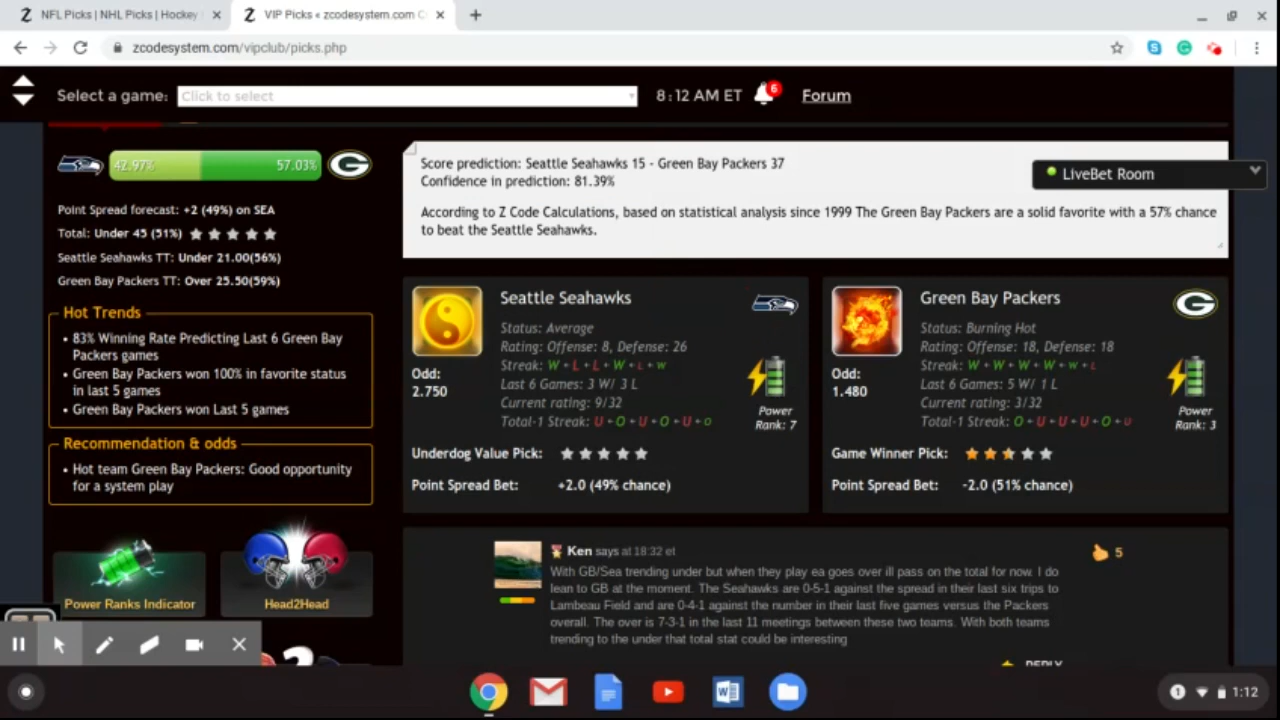 NFL Picks | NHL Picks | Hockey
VIP Picks « zcodesystem.com
zcodesystem.com/vipclub/picks.php
Select a game:
Click to select
8:12 AM ET
6
Forum
42.97%
57.03%
Point Spread forecast: +2 (49%) on SEA
Total: Under 45 (51%)
Seattle Seahawks TT: Under 21.00(56%)
Green Bay Packers TT: Over 25.50(59%)
Hot Trends
• 83% Winning Rate Predicting Last 6 Green Bay
Packers games
• Green Bay Packers won 100% in favorite status
in last 5 games
• Green Bay Packers won Last 5 games
Recommendation & odds
• Hot team Green Bay Packers: Good opportunity
for a system play
Power Ranks Indicator
Head2Head
Score prediction: Seattle Seahawks 15 - Green Bay Packers 37
Confidence in prediction: 81.39%
According to Z Code Calculations, based on statistical analysis since 1999 The Green Bay Packers are a solid favorite with a 57% chance
to beat the Seattle Seahawks.
LiveBet Room
Seattle Seahawks
Status: Average
Rating: Offense: 8, Defense: 26
Streak: W + L + L + W + L + W
Last 6 Games: 3 W/ 3 L
Current rating: 9/32
Total-1 Streak: U + O + U + O + U + O
Odd:
2.750
Power
Rank: 7
Underdog Value Pick:
Point Spread Bet:
+2.0 (49% chance)
Green Bay Packers
Status: Burning Hot
Rating: Offense: 18, Defense: 18
Streak: W + W + W + W + W + L
Last 6 Games: 5 W/ 1 L
Current rating: 3/32
Total-1 Streak: O + U + U + U + O + U
Odd:
1.480
Power
Rank: 3
Game Winner Pick:
Point Spread Bet:
-2.0 (51% chance)
Ken says at 18:32 et
5
With GB/Sea trending under but when they play ea goes over ill pass on the total for now. I do
lean to GB at the moment. The Seahawks are 0-5-1 against the spread in their last six trips to
Lambeau Field and are 0-4-1 against the number in their last five games versus the Packers
overall. The over is 7-3-1 in the last 11 meetings between these two teams. With both teams
trending to the under that total stat could be interesting
REPLY
1
1:12